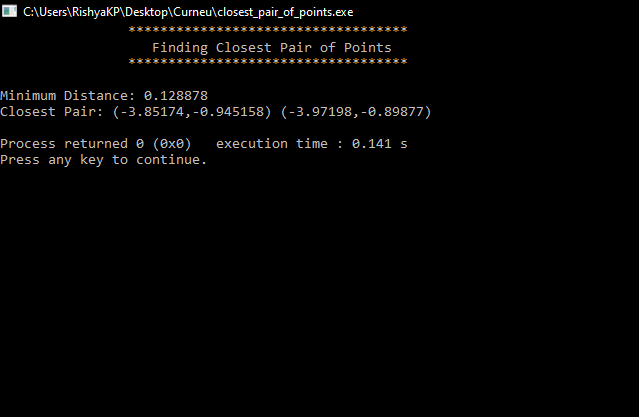 C:\Users\RishyaKP\Desktop\Curneu\closest_pair_of_points.exe
***********************************
Finding Closest Pair of Points
***********************************
Minimum Distance: 0.128878
Closest Pair: (-3.85174,-0.945158) (-3.97198,-0.89877)
Process returned 0 (0x0)   execution time : 0.141 s
Press any key to continue.